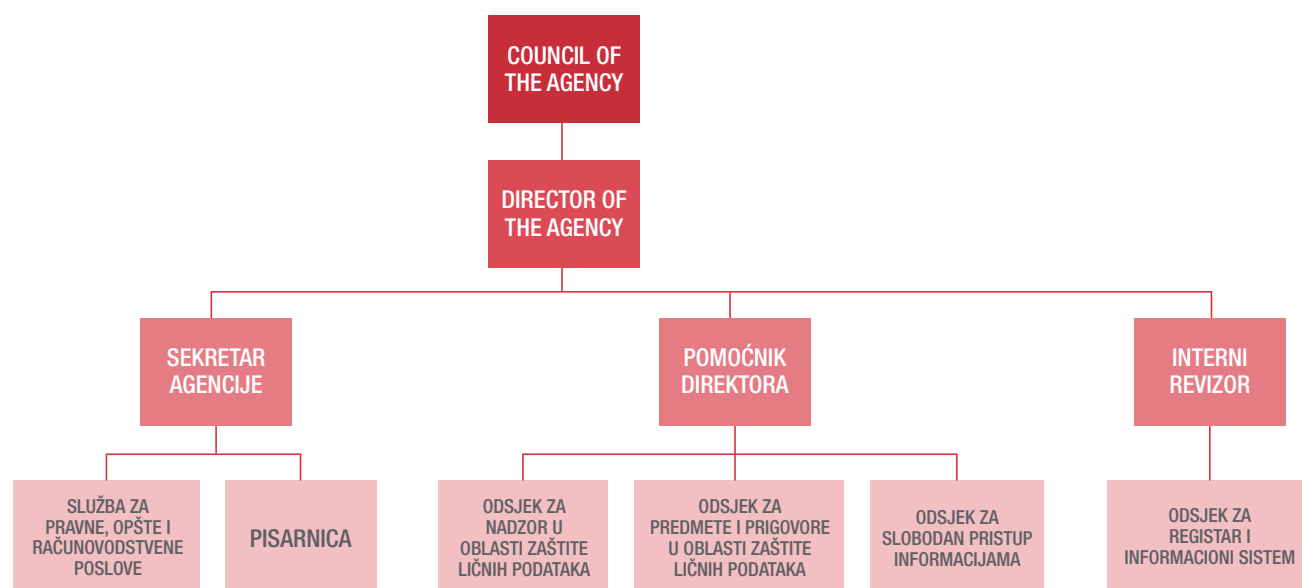 COUNCIL OF
THE AGENCY
DIRECTOR OF
THE AGENCY
SEKRETAR
AGENCIJE
POMOĆNIK
DIREKTORA
INTERNI
REVIZOR
SLUŽBA ZA
PRAVNE, OPŠTE I
RAČUNOVODSTVENE
POSLOVE
PISARNICA
ODSJEK ZA
NADZOR U
OBLASTI ZAŠTITE
LIČNIH PODATAKA
ODSJEK ZA
PREDMETE I PRIGOVORE
U OBLASTI ZAŠTITE
LIČNIH PODATAKA
ODSJEK ZA
SLOBODAN PRISTUP
INFORMACIJAMA
ODSJEK ZA
REGISTAR I
INFORMACIONI SISTEM